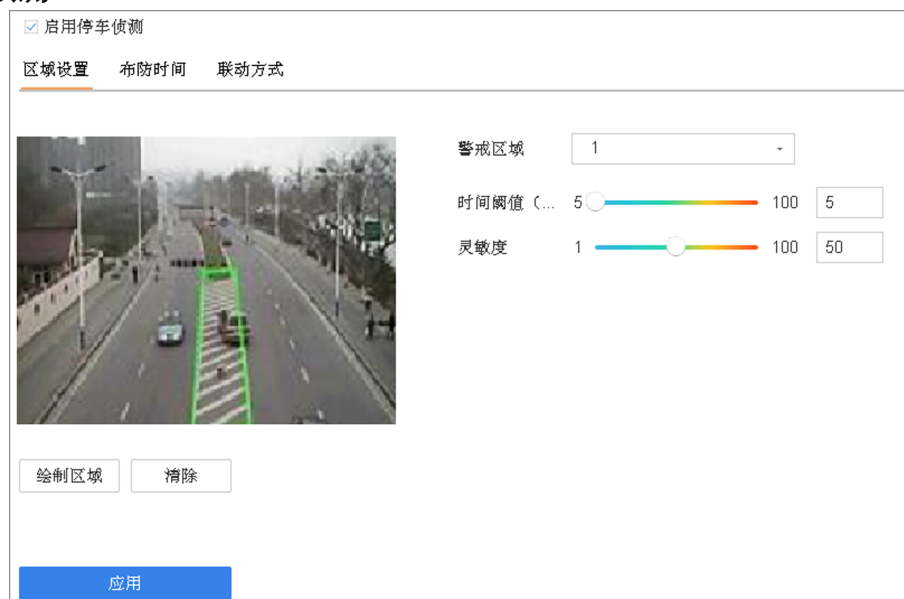 启用停车侦测
区域设置 布防时间 联动方式
警戒区域 1
时间阈值（... 5 100 5
灵敏度 1 100 50
绘制区域 清除
应用